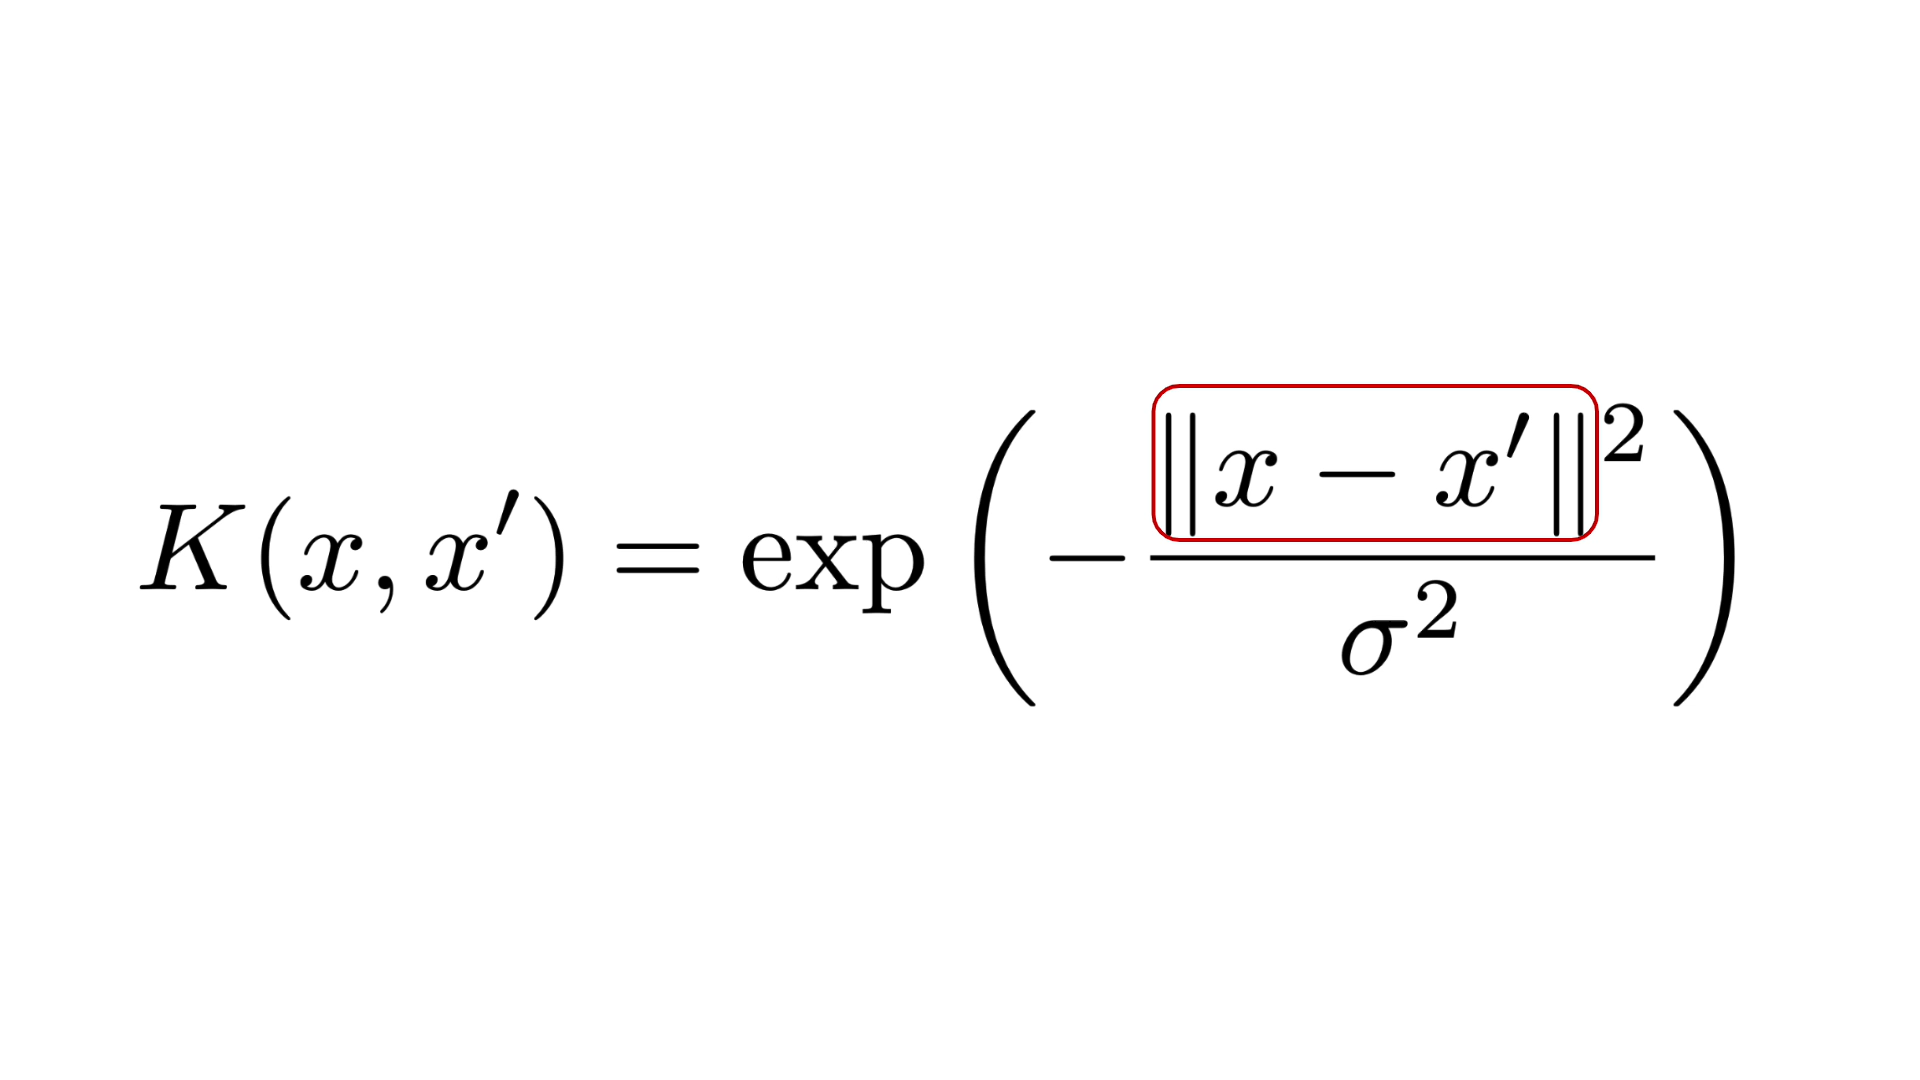 K(x, x′) = exp(−‖x − x′‖² / σ²)